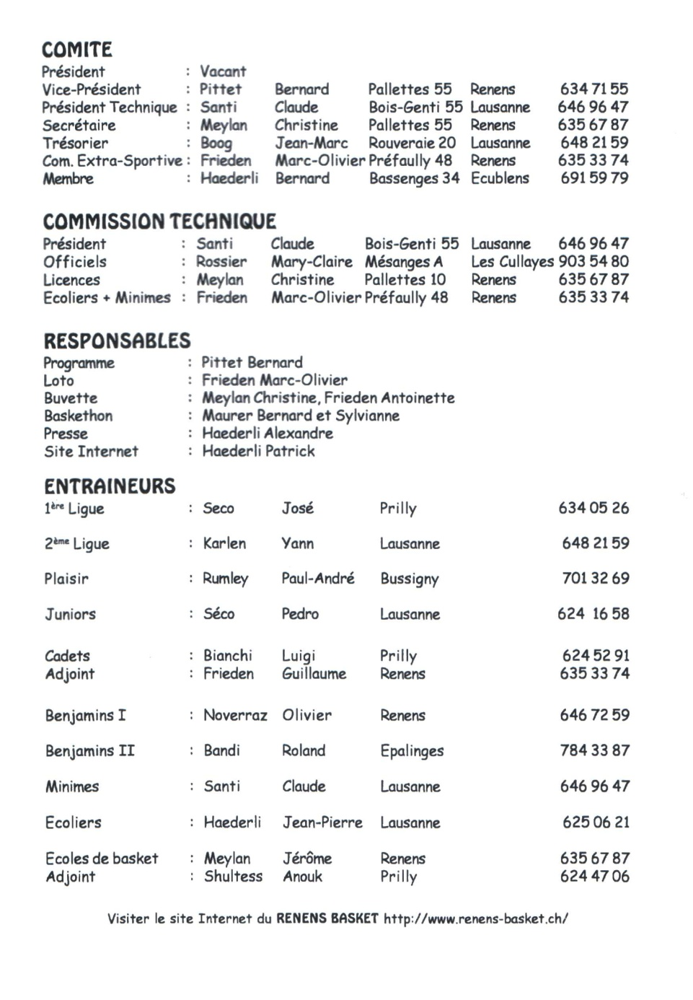 COMITE
Président : Vacant
Vice-Président : Pittet Bernard Pallettes 55 Renens 634 71 55
Président Technique : Santi Claude Bois-Genti 55 Lausanne 646 96 47
Secrétaire : Meylan Christine Pallettes 55 Renens 635 67 87
Trésorier : Boog Jean-Marc Rouveraie 20 Lausanne 648 21 59
Com. Extra-Sportive : Frieden Marc-Olivier Préfaully 48 Renens 635 33 74
Membre : Haederli Bernard Bassenges 34 Ecublens 691 59 79
COMMISSION TECHNIQUE
Président : Santi Claude Bois-Genti 55 Lausanne 646 96 47
Officiels : Rossier Mary-Claire Mésanges A Les Cullayes 903 54 80
Licences : Meylan Christine Pallettes 10 Renens 635 67 87
Ecoliers + Minimes : Frieden Marc-Olivier Préfaully 48 Renens 635 33 74
RESPONSABLES
Programme : Pittet Bernard
Loto : Frieden Marc-Olivier
Buvette : Meylan Christine, Frieden Antoinette
Baskethon : Maurer Bernard et Sylvianne
Presse : Haederli Alexandre
Site Internet : Haederli Patrick
ENTRAINEURS
1ère Ligue : Seco José Prilly 634 05 26
2ème Ligue : Karlen Yann Lausanne 648 21 59
Plaisir : Rumley Paul-André Bussigny 701 32 69
Juniors : Séco Pedro Lausanne 624 16 58
Cadets : Bianchi Luigi Prilly 624 52 91
Adjoint : Frieden Guillaume Renens 635 33 74
Benjamins I : Noverraz Olivier Renens 646 72 59
Benjamins II : Bandi Roland Epalinges 784 33 87
Minimes : Santi Claude Lausanne 646 96 47
Ecoliers : Haederli Jean-Pierre Lausanne 625 06 21
Ecoles de basket : Meylan Jérôme Renens 635 67 87
Adjoint : Shultess Anouk Prilly 624 47 06
Visiter le site Internet du RENENS BASKET http://www.renens-basket.ch/